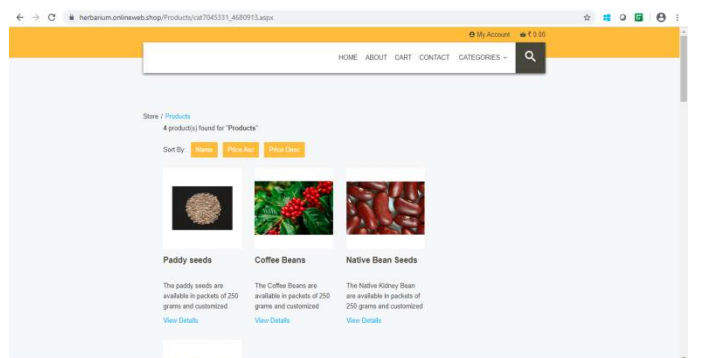 herbarium.onlineweb.shop/Products/cat7045331_4680913.aspx
My Account ₹ 0.00
HOME ABOUT CART CONTACT CATEGORIES
Store / Products
4 product(s) found for "Products"
Sort By: Name Price Asc Price Desc
Paddy seeds
Coffee Beans
Native Bean Seeds
The paddy seeds are
available in packets of 250
grams and customized
View Details
The Coffee Beans are
available in packets of 250
grams and customized
View Details
The Native Kidney Bean
are available in packets of
250 grams and customized
View Details